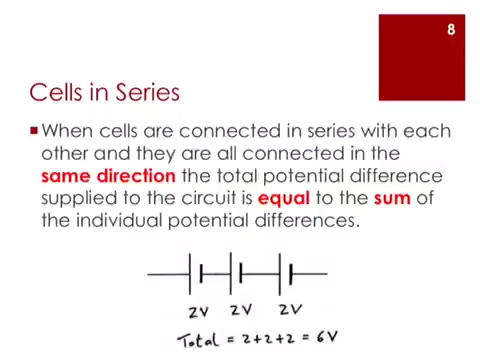 8
Cells in Series
When cells are connected in series with each
other and they are all connected in the
same direction the total potential difference
supplied to the circuit is equal to the sum of
the individual potential differences.
2V 2V 2V
Total = 2+2+2 = 6V